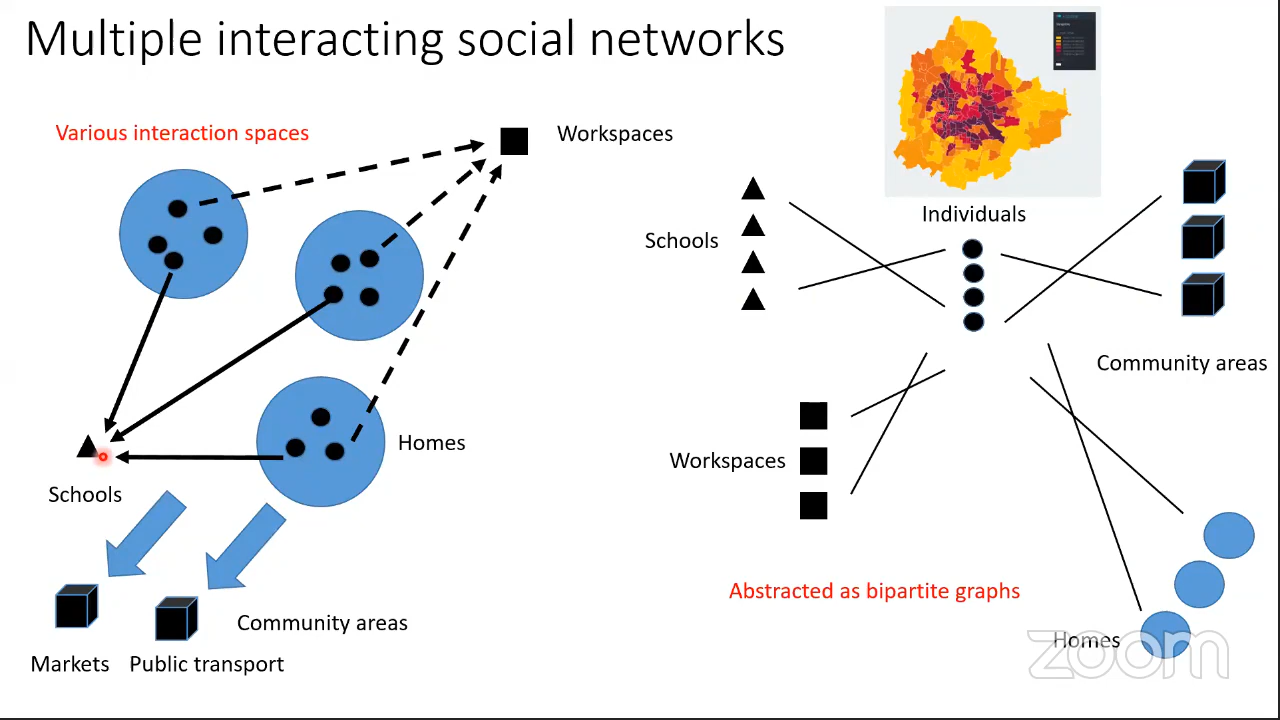 Multiple interacting social networks
Various interaction spaces
Workspaces
Homes
Schools
Community areas
Markets
Public transport
Individuals
Schools
Community areas
Workspaces
Abstracted as bipartite graphs
Homes
zoom